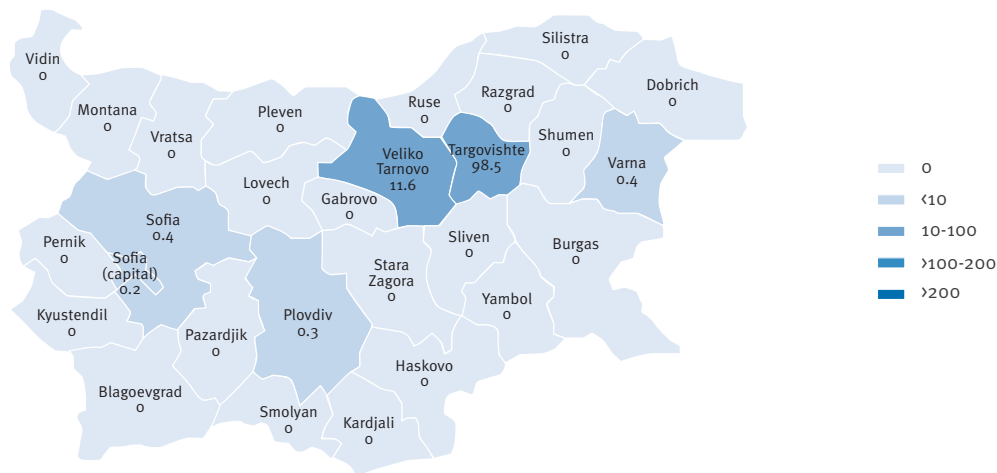 Vidin
0
Montana
0
Vratsa
0
Pleven
0
Lovech
0
Veliko
Tarnovo
11.6
Gabrovo
0
Ruse
0
Silistra
0
Razgrad
0
Targovishte
98.5
Shumen
0
Dobrich
0
Varna
0.4
Sofia
0.4
Sofia
(capital)
0.2
Pernik
0
Kyustendil
0
Blagoevgrad
0
Pazardjik
0
Plovdiv
0.3
Smolyan
0
Kardjali
0
Haskovo
0
Stara
Zagora
0
Sliven
0
Yambol
0
Burgas
0
0
<10
10-100
>100-200
>200